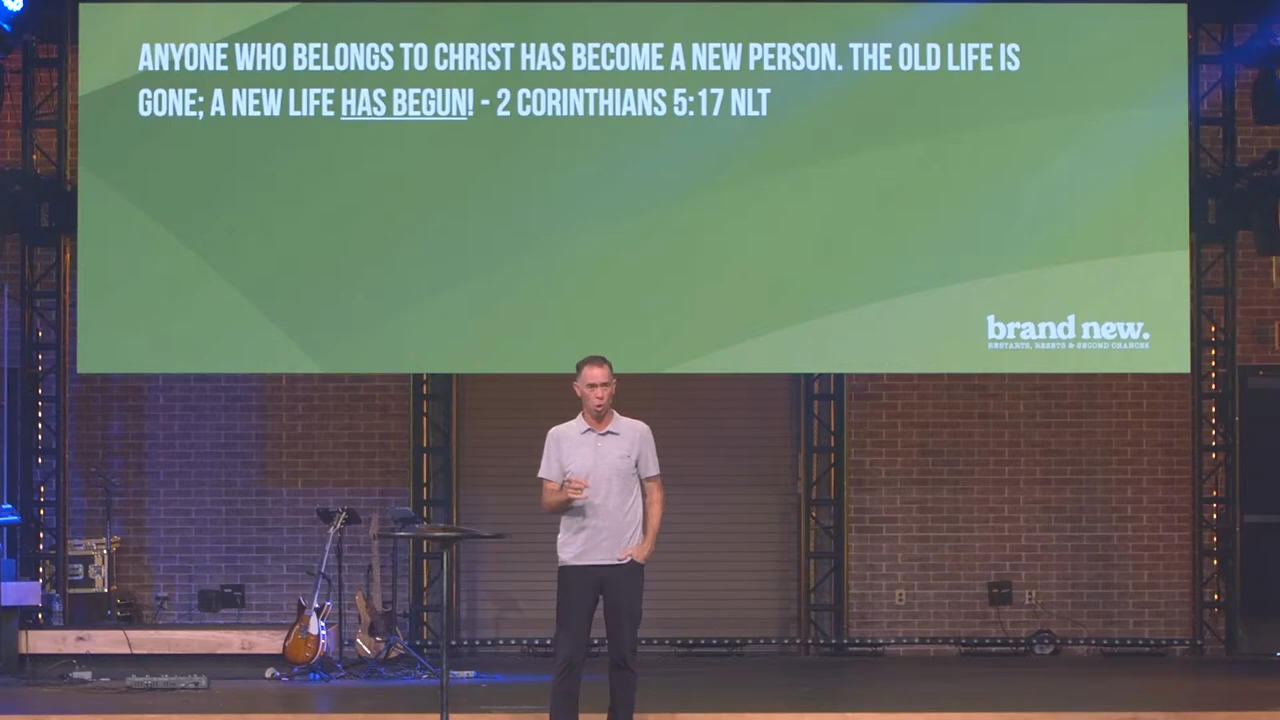 ANYONE WHO BELONGS TO CHRIST HAS BECOME A NEW PERSON. THE OLD LIFE IS
GONE; A NEW LIFE HAS BEGUN! - 2 CORINTHIANS 5:17 NLT
brand new.
RESTARTS, RESETS & SECOND CHANCES